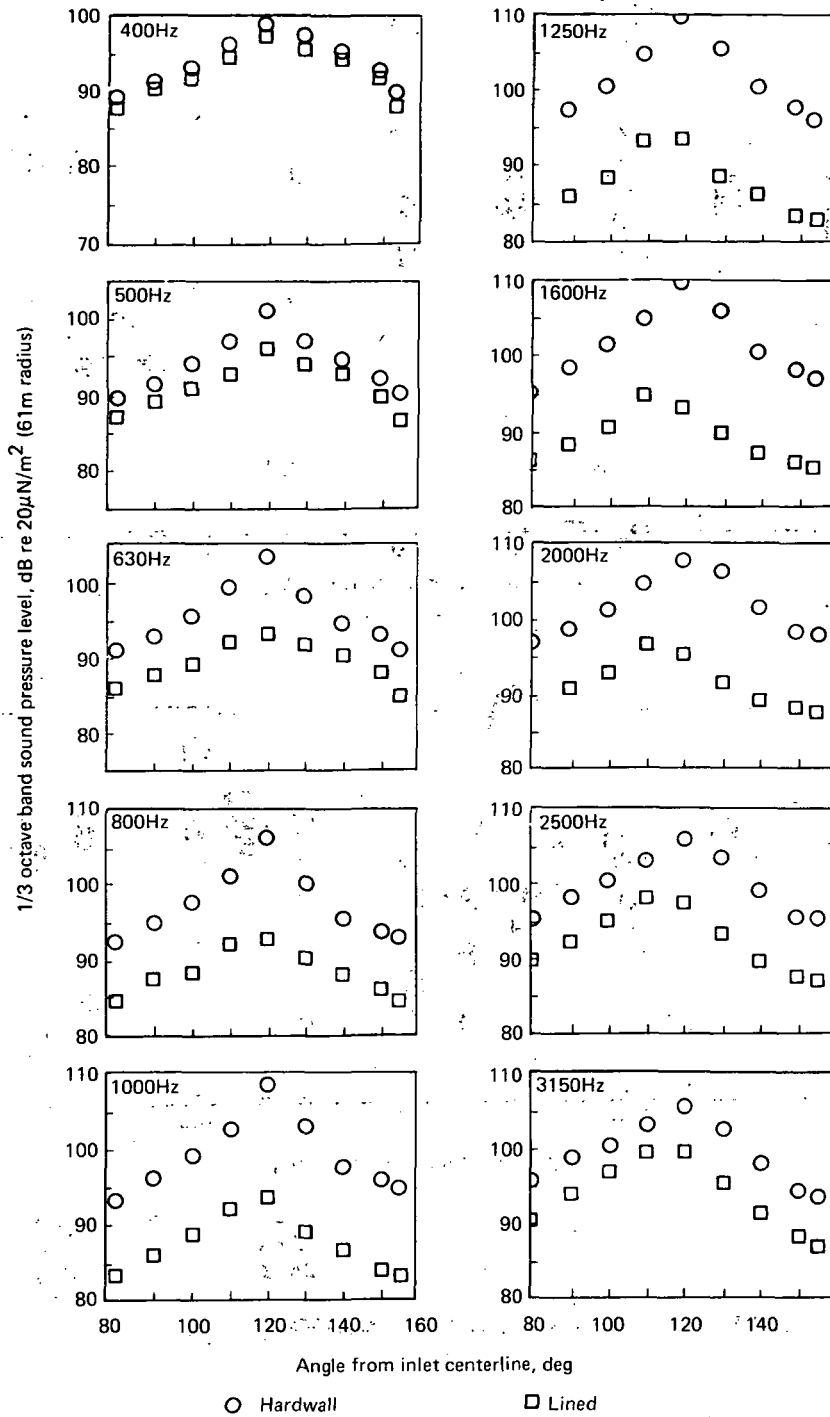 1/3 octave band sound pressure level, dB re 20μN/m² (61m radius)
400Hz
100
90
80
70
500Hz
100
90
80
630Hz
100
90
80
800Hz
110
100
90
80
1000Hz
110
100
90
80
80 100 120 140 160
1250Hz
110
100
90
80
1600Hz
110
100
90
80
2000Hz
110
100
90
80
2500Hz
110
100
90
80
3150Hz
110
100
90
80
80 100 120 140
Angle from inlet centerline, deg
Hardwall
Lined